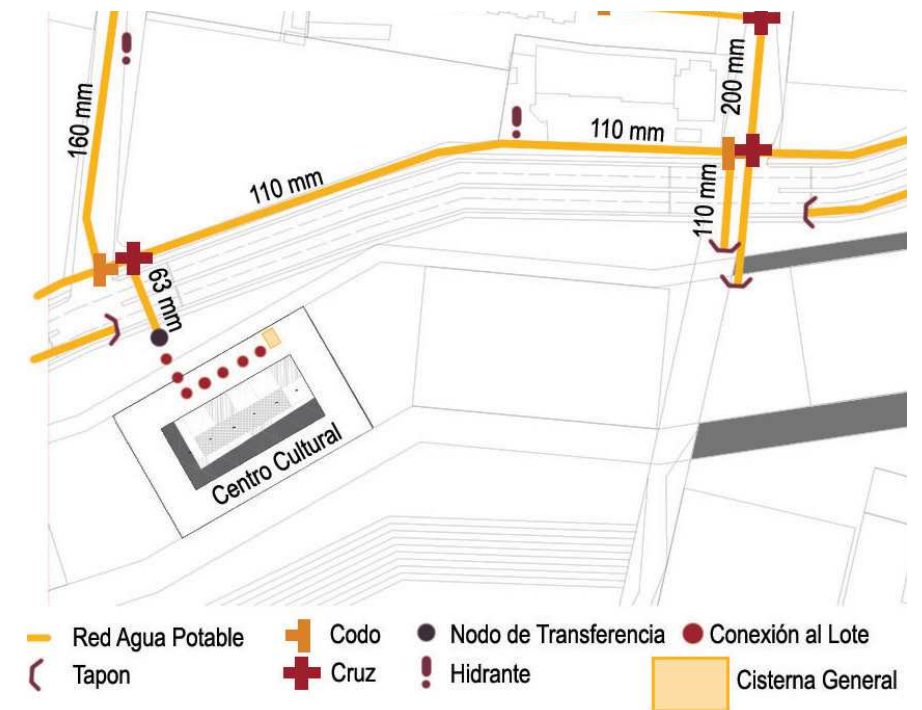 160 mm
200 mm
110 mm
110 mm
110 mm
63 mm
Centro Cultural
Red Agua Potable
Codo
Nodo de Transferencia
Conexión al Lote
Tapon
Cruz
Hidrante
Cisterna General